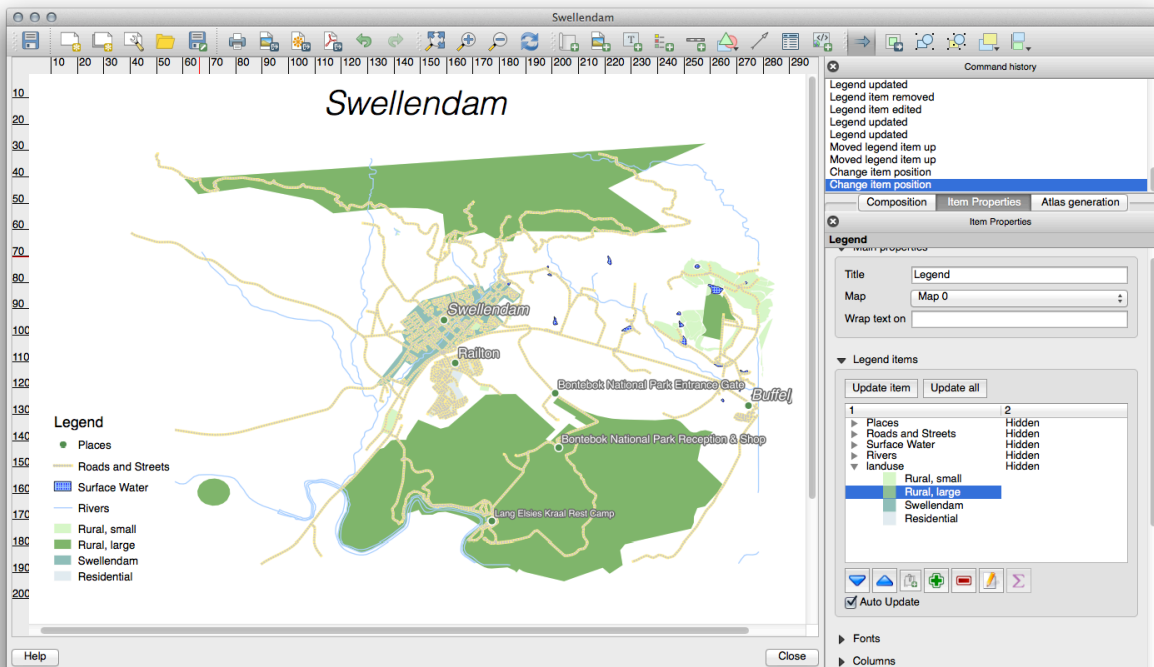 Swellendam
10 20 30 40 50 60 70 80 90 100 110 120 130 140 150 160 170 180 190 200 210 220 230 240 250 260 270 280 290
10
20
30
40
50
60
70
80
90
100
110
120
130
140
150
160
170
180
190
200
Swellendam
Swellendam
Railton
Bontebok National Park Entrance Gate
Buffelj
Bontebok National Park Reception & Shop
Lang Elsies Kraal Rest Camp
Legend
Places
Roads and Streets
Surface Water
Rivers
Rural, small
Rural, large
Swellendam
Residential
Help
Close
Command history
Legend updated
Legend item removed
Legend item edited
Legend updated
Legend updated
Moved legend item up
Moved legend item up
Change item position
Change item position
Composition Item Properties Atlas generation
Item Properties
Legend
Main properties
Title Legend
Map Map 0
Wrap text on
Legend items
Update item Update all
1 2
Places Hidden
Roads and Streets Hidden
Surface Water Hidden
Rivers Hidden
landuse Hidden
Rural, small
Rural, large
Swellendam
Residential
Auto Update
Fonts
Columns